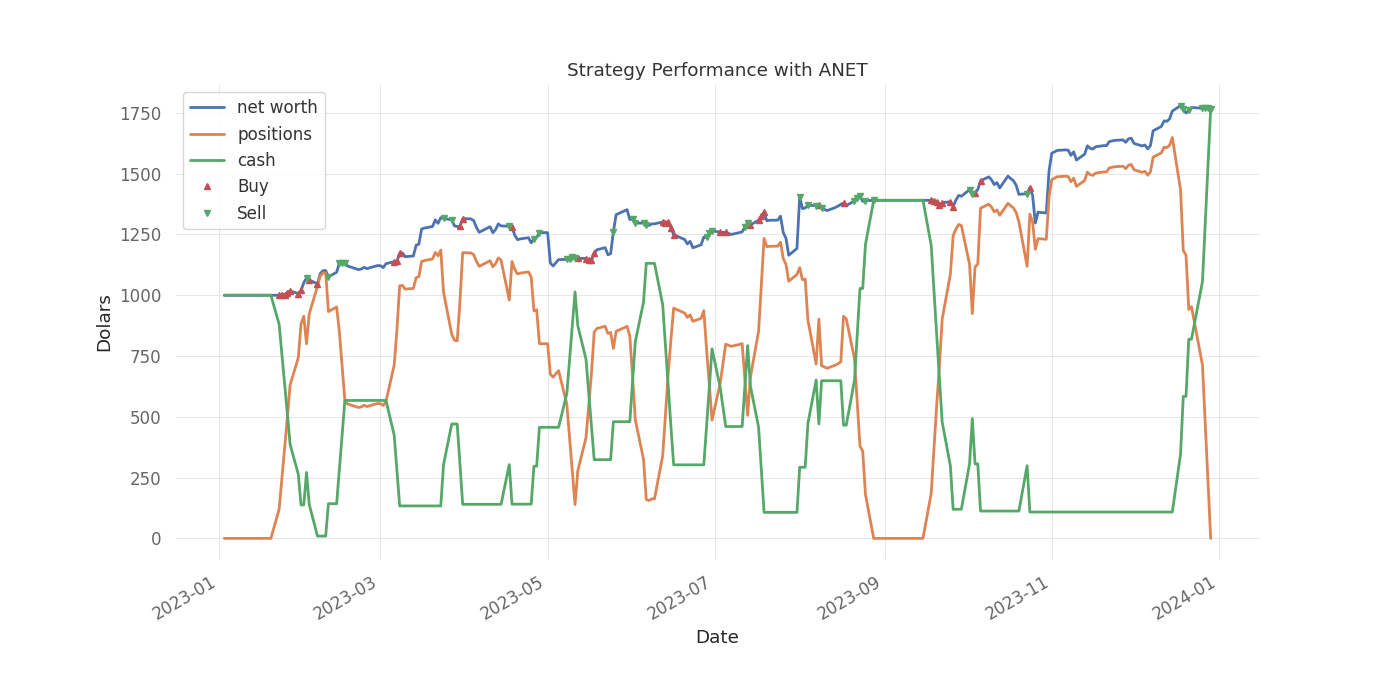 Strategy Performance with ANET
net worth
positions
cash
Buy
Sell
1750
1500
1250
1000
750
500
250
0
Dolars
2023-01
2023-03
2023-05
2023-07
2023-09
2023-11
2024-01
Date